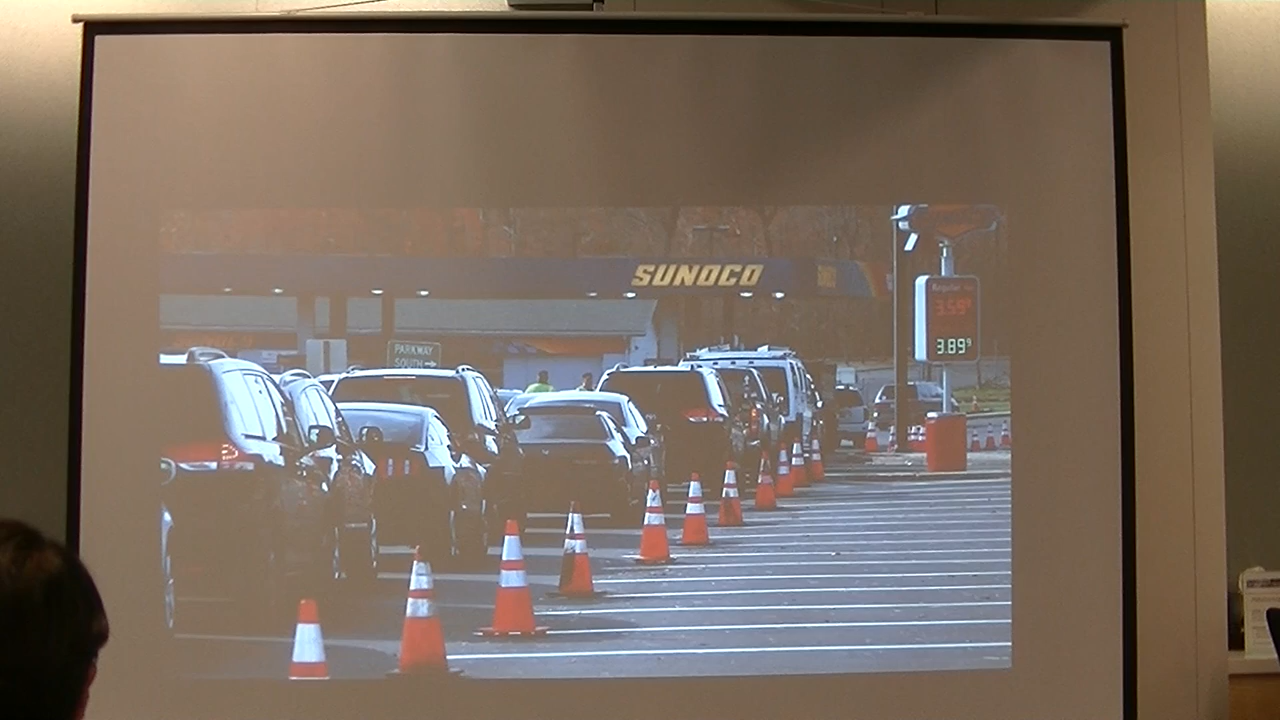 SUNOCO
Regular
3.59⁹
3.89⁹
PARKWAY
SOUTH→